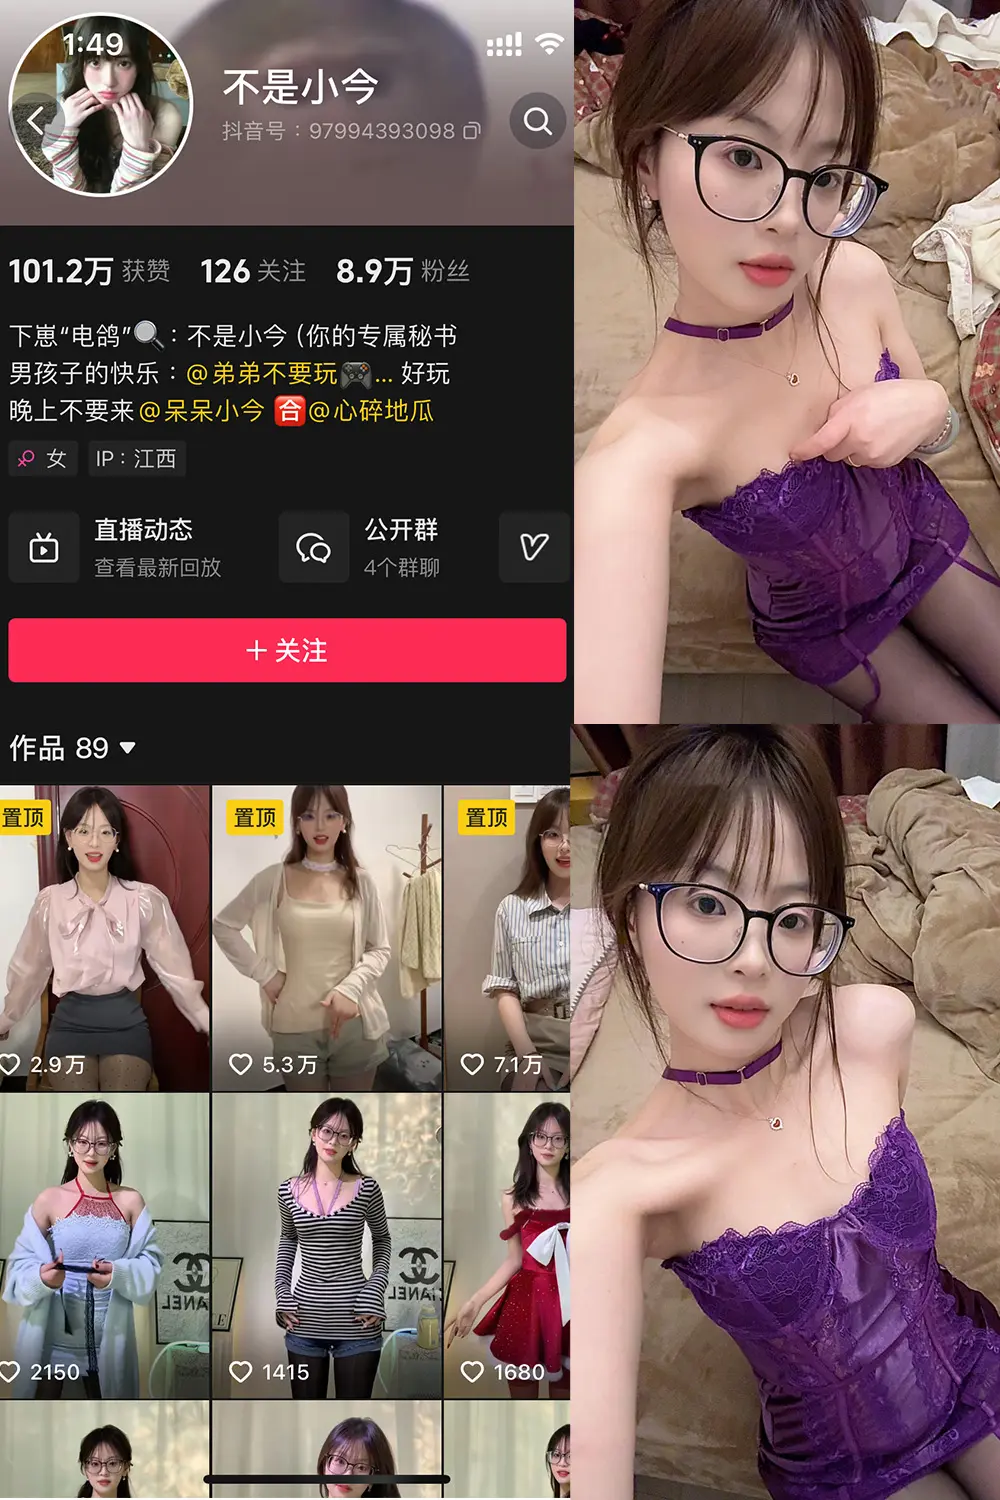 1:49
不是小今
抖音号：97994393098
101.2万 获赞 126 关注 8.9万 粉丝
下崽“电鸽”🔍：不是小今 (你的专属秘书
男孩子的快乐：@弟弟不要玩🎮... 好玩
晚上不要来@呆呆小今 🈴@心碎地瓜
女 IP：江西
直播动态 公开群
查看最新回放 4个群聊
+ 关注
作品 89
置顶 置顶 置顶
2.9万 5.3万 7.1万
2150 1415 1680